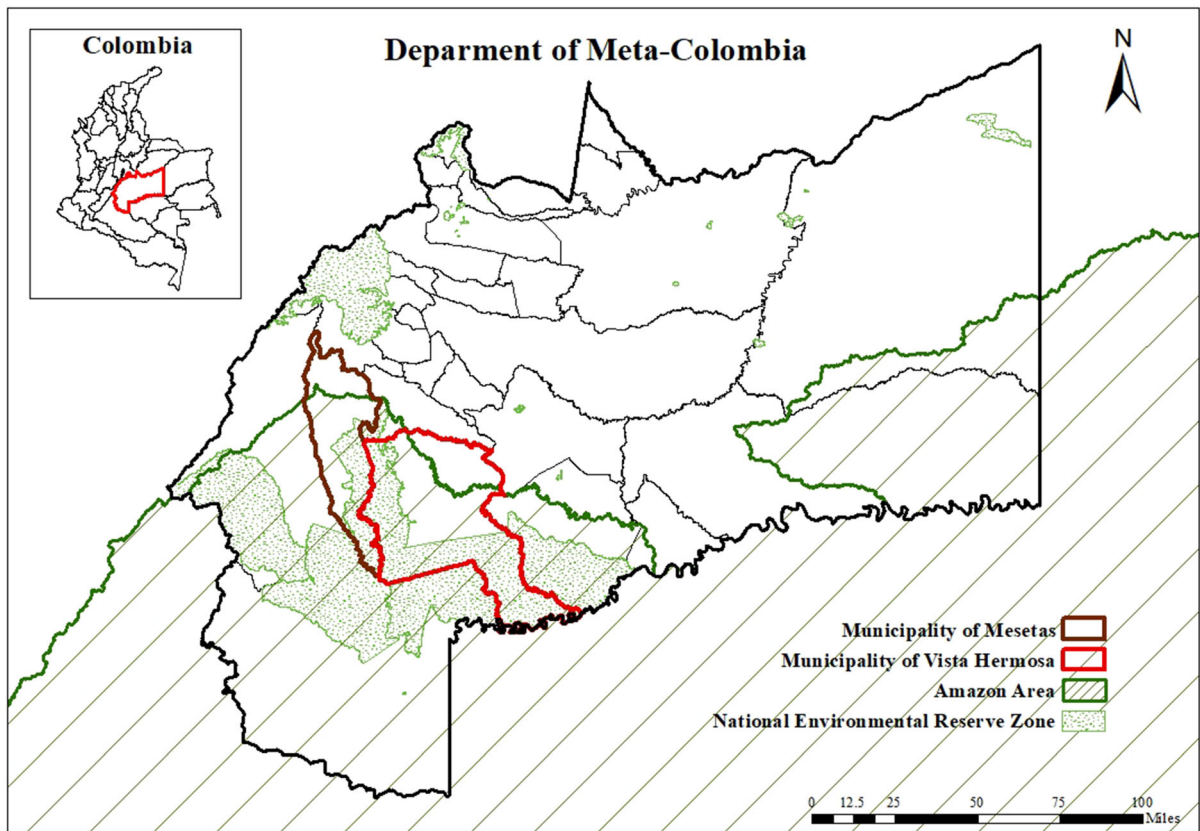 Colombia
Deparment of Meta-Colombia
N
Municipality of Mesetas
Municipality of Vista Hermosa
Amazon Area
National Environmental Reserve Zone
0 12.5 25 50 75 100
Miles